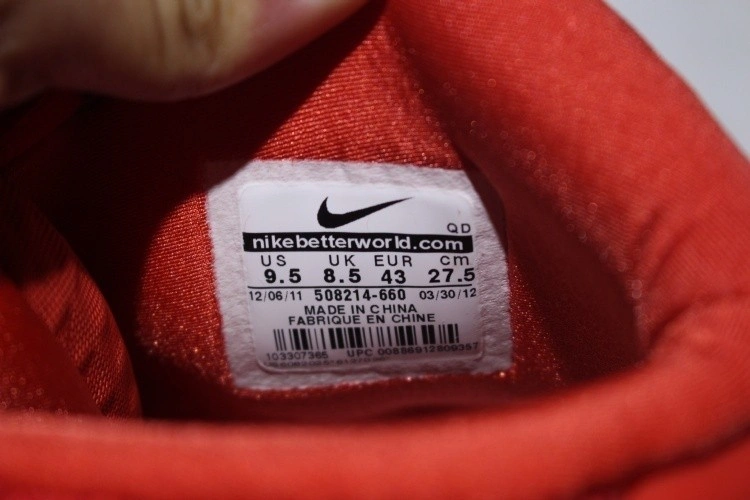 QD
nikebetterworld.com
US UK EUR cm
9.5 8.5 43 27.5
12/06/11 508214-660 03/30/12
MADE IN CHINA
FABRIQUE EN CHINE
103307365 UPC 00886912809357